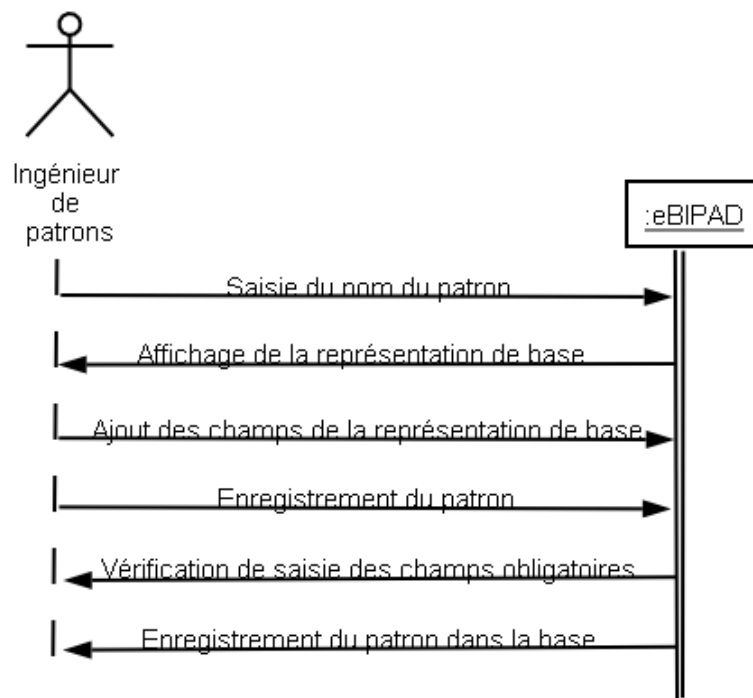 Ingénieur
de
patrons
:eBIPAD
Saisie du nom du patron
Affichage de la représentation de base
Ajout des champs de la représentation de base
Enregistrement du patron
Vérification de saisie des champs obligatoires
Enregistrement du patron dans la base